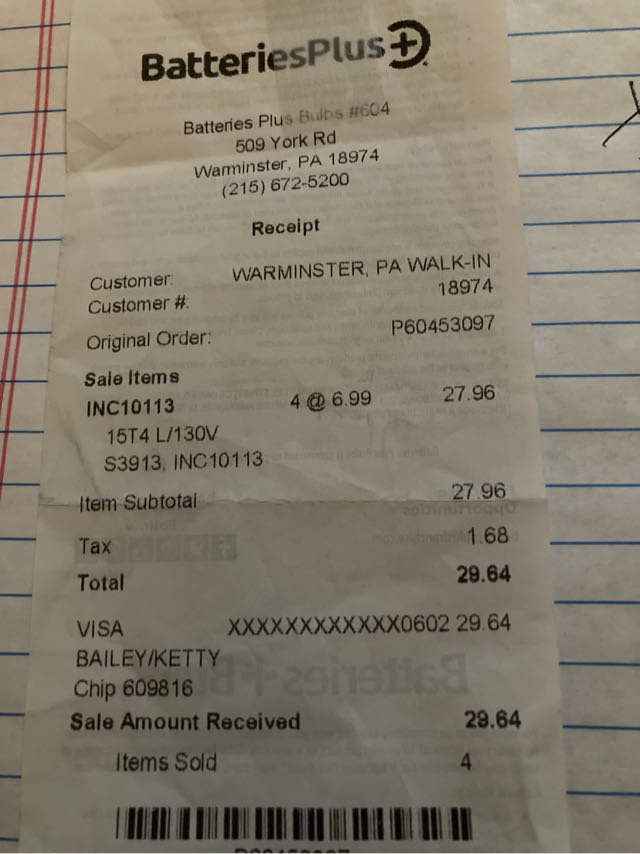 BatteriesPlus+
Batteries Plus Bulbs #604
509 York Rd
Warminster, PA 18974
(215) 672-5200
Receipt
Customer: WARMINSTER, PA WALK-IN
Customer #: 18974
Original Order: P60453097
Sale Items
INC10113 4 @ 6.99 27.96
15T4 L/130V
S3913, INC10113
Item Subtotal 27.96
Tax 1.68
Total 29.64
VISA XXXXXXXXXXXX0602 29.64
BAILEY/KETTY
Chip 609816
Sale Amount Received 29.64
Items Sold 4